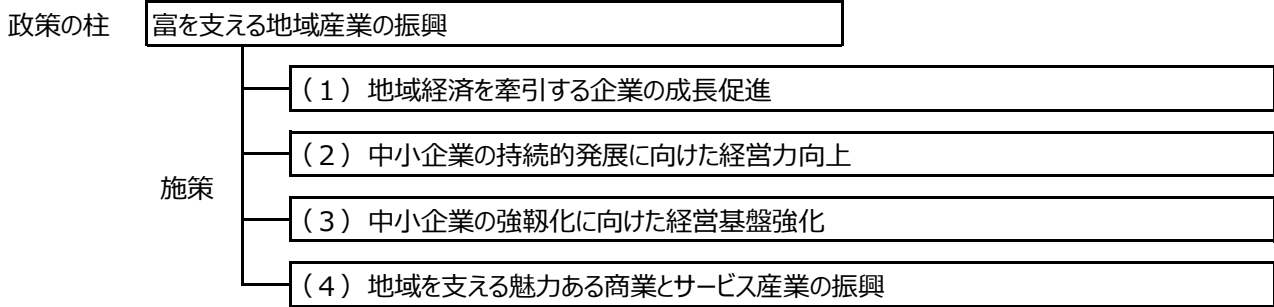 政策の柱 富を支える地域産業の振興
（１）地域経済を牽引する企業の成長促進
（２）中小企業の持続的発展に向けた経営力向上
施策
（３）中小企業の強靱化に向けた経営基盤強化
（４）地域を支える魅力ある商業とサービス産業の振興